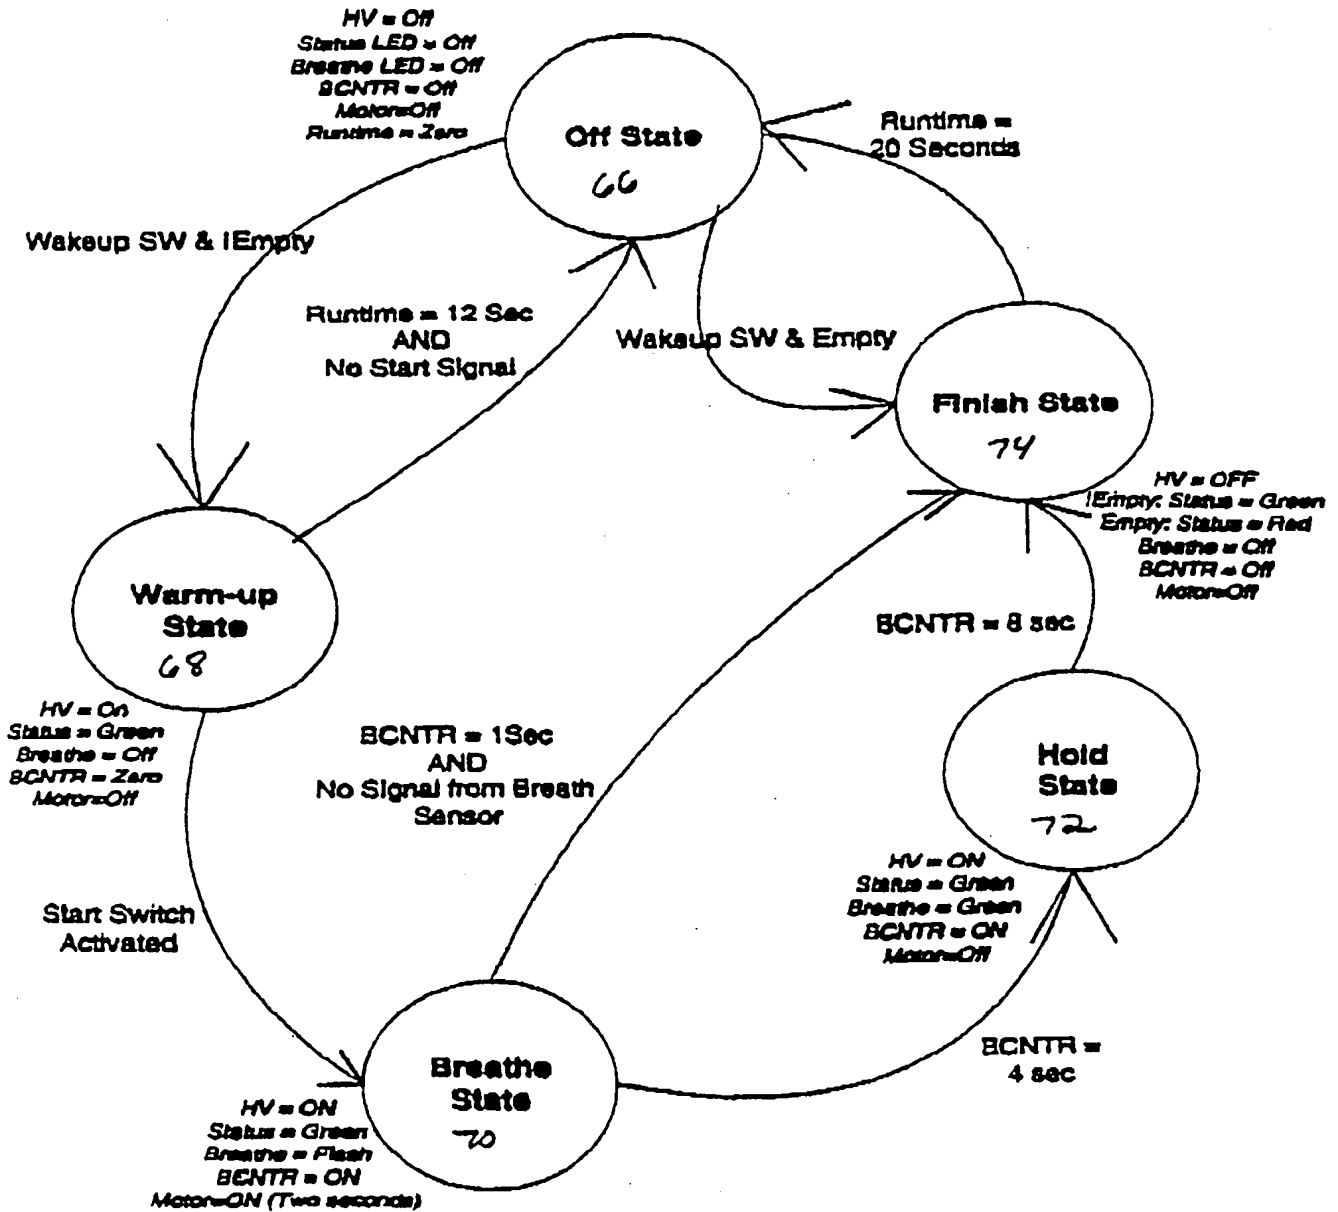 HV = Off
Status LED = Off
Breathe LED = Off
BCNTR = Off
Motor=Off
Runtime = Zero
Off State
66
Runtime =
20 Seconds
Wakeup SW & !Empty
Runtime = 12 Sec
AND
No Start Signal
Wakeup SW & Empty
Finish State
74
HV = OFF
!Empty: Status = Green
Empty: Status = Red
Breathe = Off
BCNTR = Off
Motor=Off
Warm-up
State
68
HV = On
Status = Green
Breathe = Off
BCNTR = Zero
Motor=Off
BCNTR = 8 sec
BCNTR = 1Sec
AND
No Signal from Breath
Sensor
Hold
State
72
HV = ON
Status = Green
Breathe = Green
BCNTR = ON
Motor=Off
Start Switch
Activated
BCNTR =
4 sec
Breathe
State
70
HV = ON
Status = Green
Breathe = Flash
BCNTR = ON
Motor=ON (Two seconds)